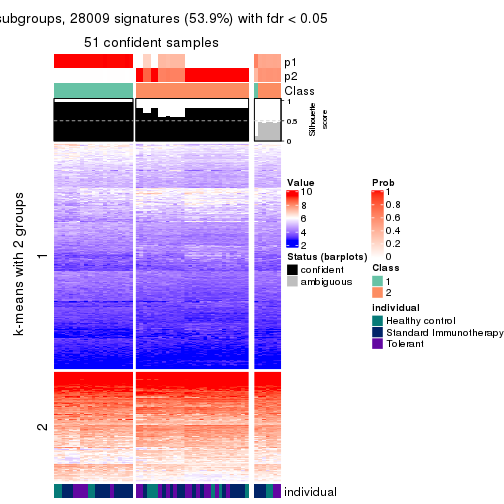 subgroups, 28009 signatures (53.9%) with fdr < 0.05
51 confident samples
p1
p2
Class
1
0.5
0
Silhouette
score
k-means with 2 groups
1
2
individual
Value
10
8
6
4
2
Status (barplots)
confident
ambiguous
Prob
1
0.8
0.6
0.4
0.2
0
Class
1
2
individual
Healthy control
Standard Immunotherapy
Tolerant